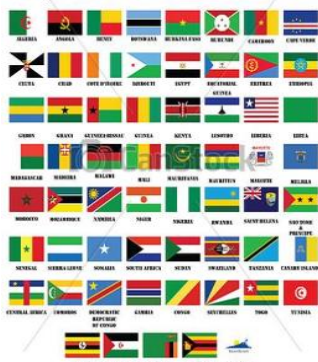 ALGERIA ANGOLA BENIN BOTSWANA BURKINA FASO BURUNDI CAMEROON CAPE VERDE
CEUTA CHAD COTE D'IVOIRE DJIBOUTI EGYPT EQUATORIAL GUINEA ERITREA ETHIOPIA
GABON GHANA GUINEE-BISSAU GUINEA KENYA LESOTHO LIBERIA LIBYA
CanStock
MADAGASCAR MADEIRA MALAWI MALI MAURITANIA MAURITIUS MAYOTTE MELILLA
MOROCCO MOZAMBIQUE NAMIBIA NIGER NIGERIA RWANDA SAINT HELENA SAO TOME & PRINCIPE
SENEGAL SIERRA LEONE SOMALIA SOUTH AFRICA SUDAN SWAZILAND TANZANIA CANARY ISLAND
CENTRAL AFRICA COMOROS DEMOCRATIC REPUBLIC OF CONGO GAMBIA CONGO SEYCHELLES TOGO TUNISIA